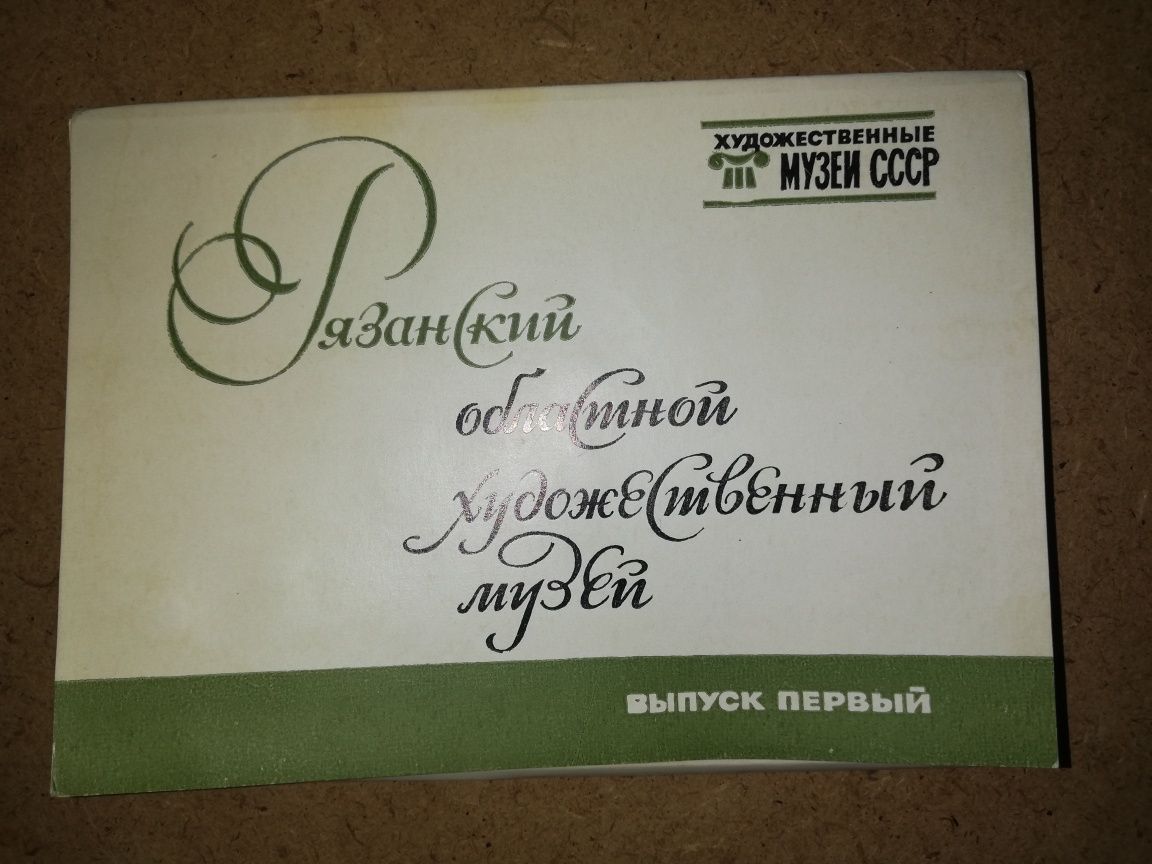 ХУДОЖЕСТВЕННЫЕ
МУЗЕИ СССР
Рязанский
областной
художественный
музей
ВЫПУСК ПЕРВЫЙ